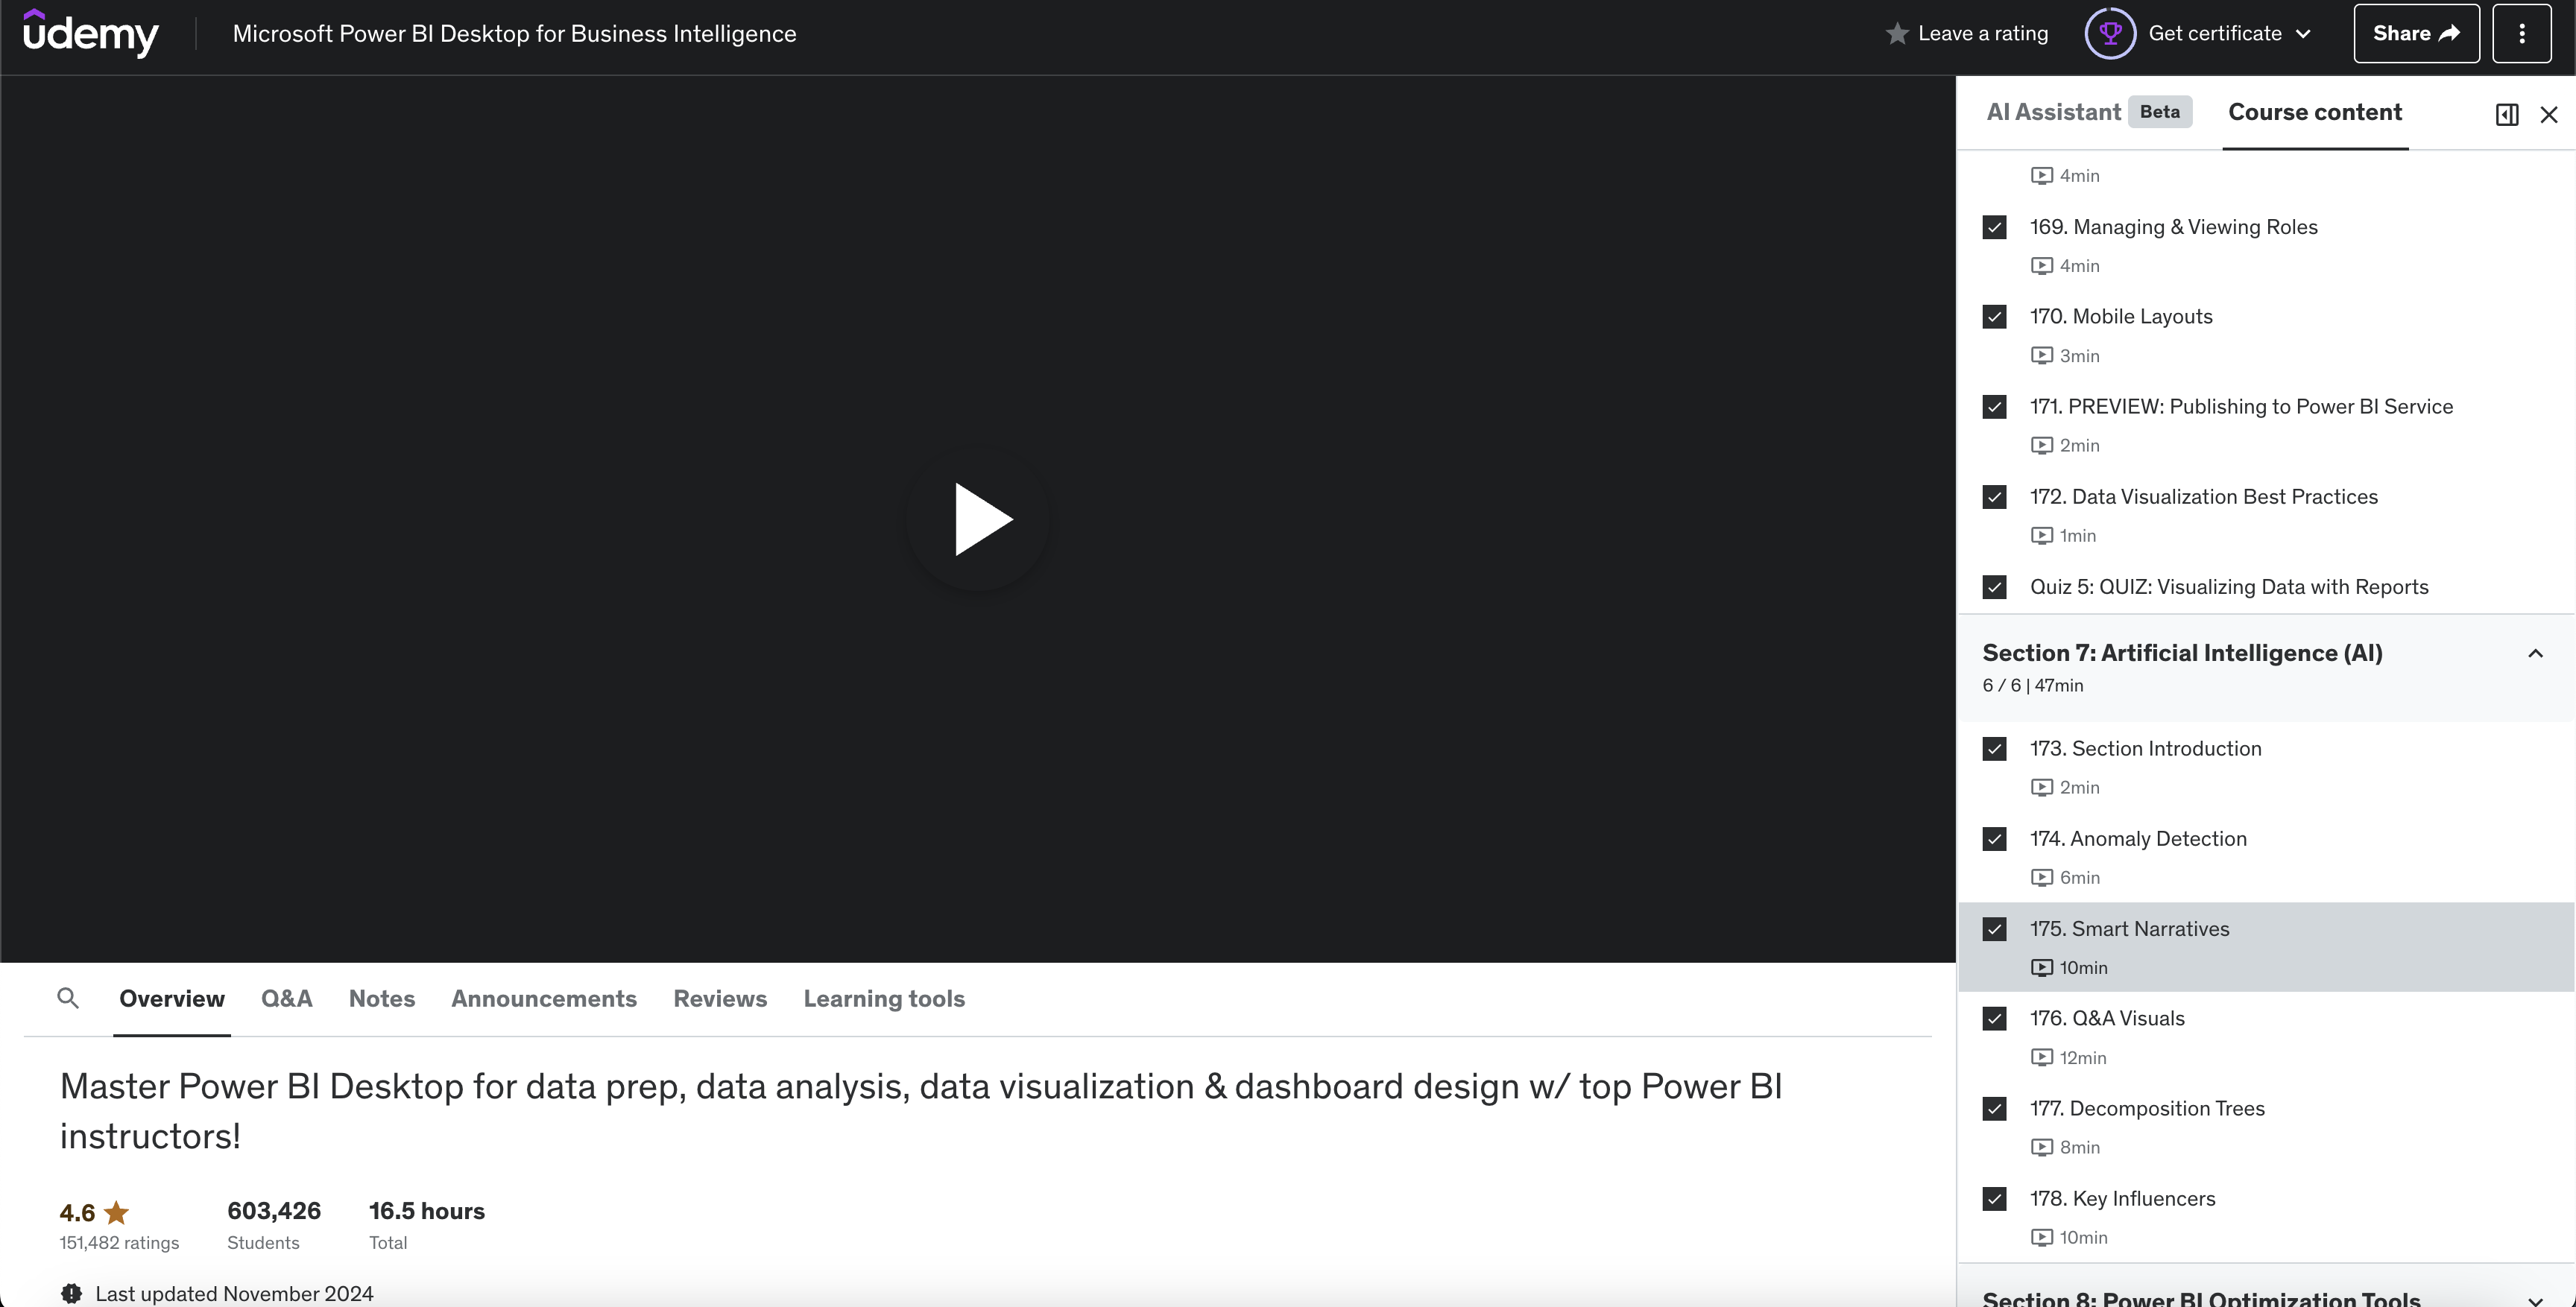 udemy
Microsoft Power BI Desktop for Business Intelligence
Leave a rating
Get certificate
Share
AI Assistant
Beta
Course content
4min
169. Managing & Viewing Roles
4min
170. Mobile Layouts
3min
171. PREVIEW: Publishing to Power BI Service
2min
172. Data Visualization Best Practices
1min
Quiz 5: QUIZ: Visualizing Data with Reports
Section 7: Artificial Intelligence (AI)
6 / 6 | 47min
173. Section Introduction
2min
174. Anomaly Detection
6min
175. Smart Narratives
10min
176. Q&A Visuals
12min
177. Decomposition Trees
8min
178. Key Influencers
10min
Section 8: Power BI Optimization Tools
Overview
Q&A
Notes
Announcements
Reviews
Learning tools
Master Power BI Desktop for data prep, data analysis, data visualization & dashboard design w/ top Power BI
instructors!
4.6
151,482 ratings
603,426
Students
16.5 hours
Total
Last updated November 2024